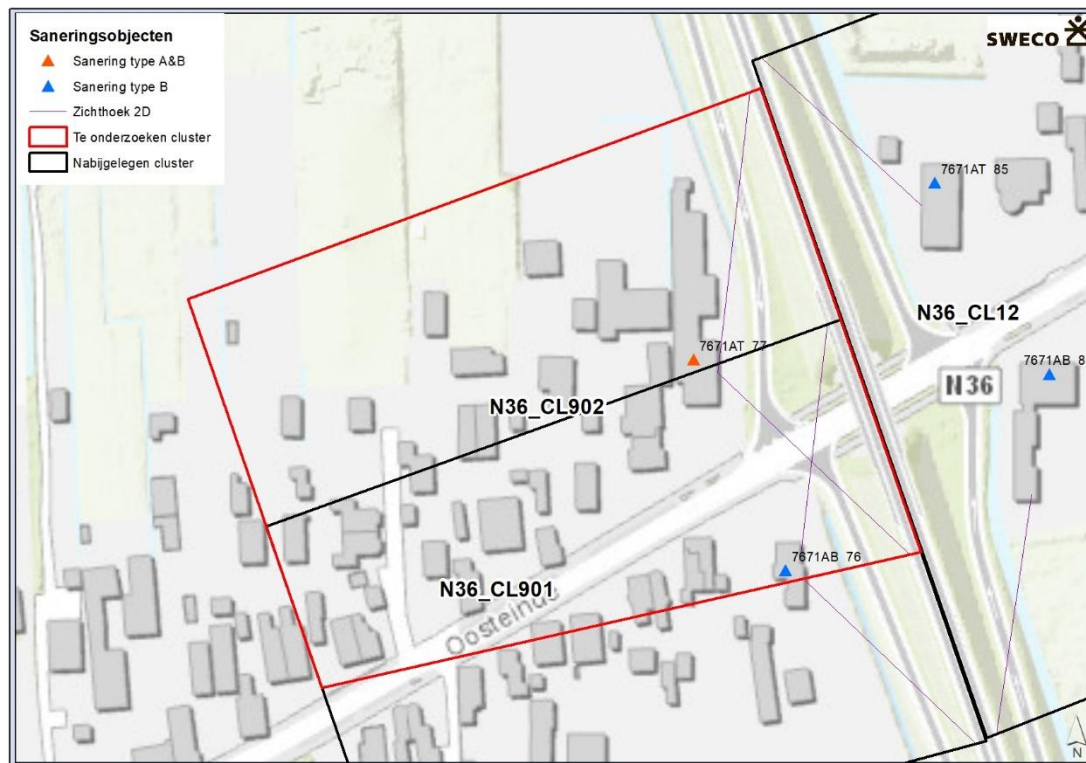 Saneringsobjecten
Sanering type A&B
Sanering type B
Zichthoek 2D
Te onderzoeken cluster
Nabijgelegen cluster
SWECO
7671AT 85
N36_CL12
7671AT 77
7671AB 8
N36
N36_CL902
7671AB 76
N36_CL901
Oosteinde
N